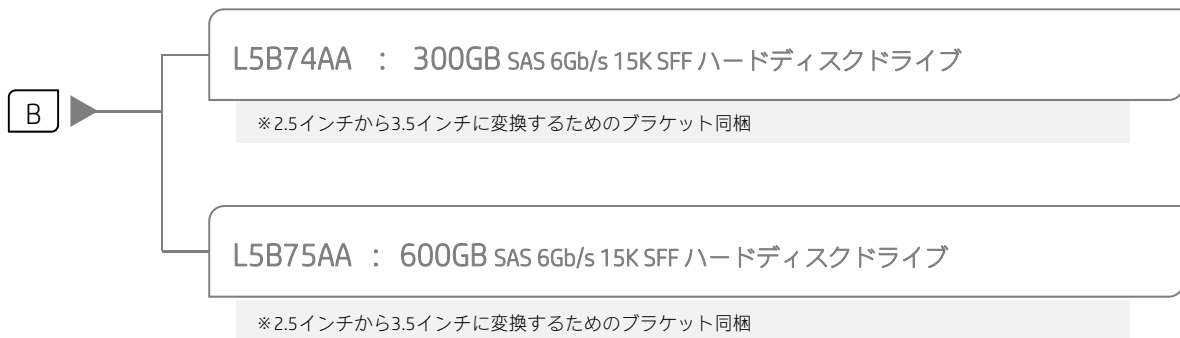 L5B74AA : 300GB SAS 6Gb/s 15K SFF ハードディスクドライブ
B
※2.5インチから3.5インチに変換するためのブラケット同梱
L5B75AA : 600GB SAS 6Gb/s 15K SFF ハードディスクドライブ
※2.5インチから3.5インチに変換するためのブラケット同梱